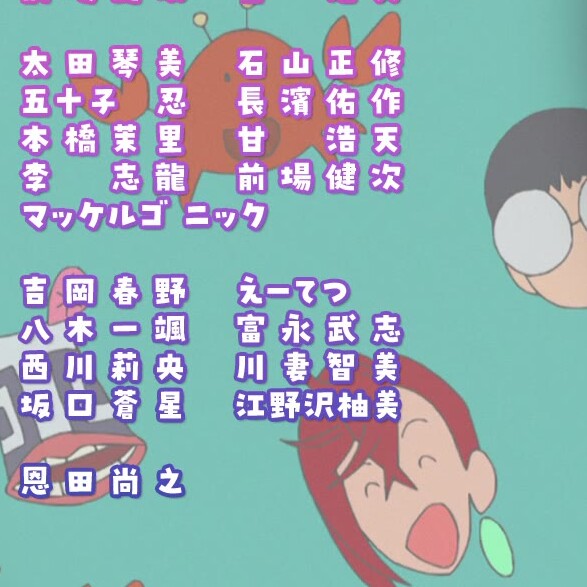 太田琴美 石山正修
五十子 忍 長濱佑作
本橋茉里 甘 浩天
李 志龍 前場健次
マッケルゴ ニック
吉岡春野 えーてつ
八木一颯 富永武志
西川莉央 川妻智美
坂口蒼星 江野沢柚美
恩田尚之